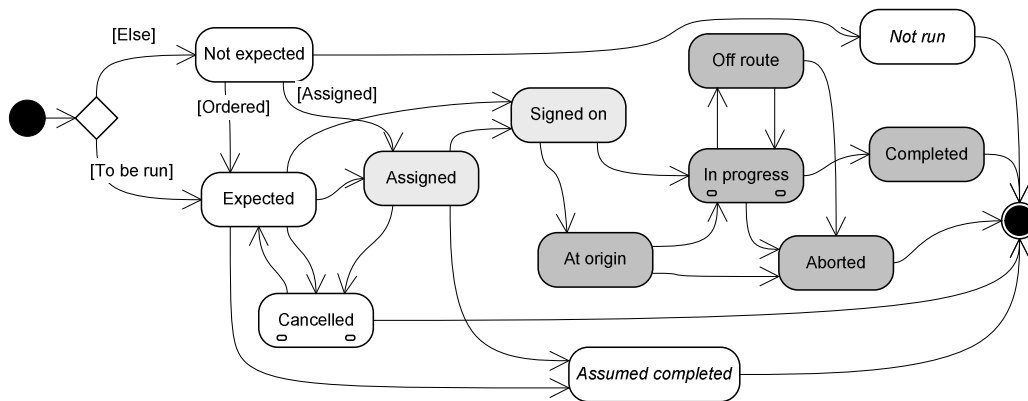 [Else]
Not expected
Not run
Off route
[Ordered]
[Assigned]
Signed on
Completed
[To be run]
Assigned
In progress
Expected
At origin
Aborted
Cancelled
Assumed completed